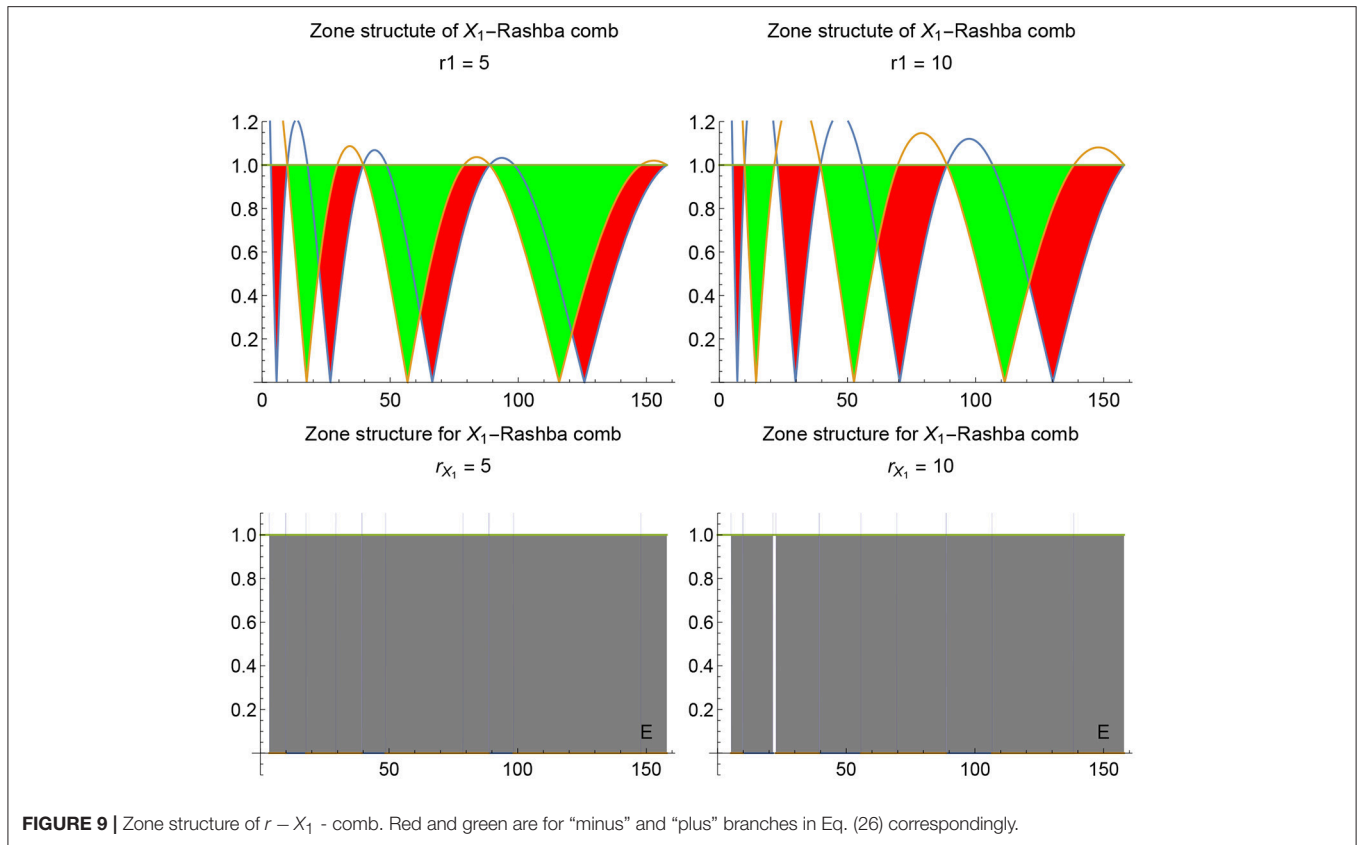 Zone structute of X₁–Rashba comb
r1 = 5
1.2
1.0
0.8
0.6
0.4
0.2
0 50 100 150
Zone structute of X₁–Rashba comb
r1 = 10
1.2
1.0
0.8
0.6
0.4
0.2
0 50 100 150
Zone structure for X₁–Rashba comb
r_X₁ = 5
1.0
0.8
0.6
0.4
0.2
E
50 100 150
Zone structure for X₁–Rashba comb
r_X₁ = 10
1.0
0.8
0.6
0.4
0.2
E
50 100 150
FIGURE 9 | Zone structure of r – X₁ - comb. Red and green are for “minus” and “plus” branches in Eq. (26) correspondingly.